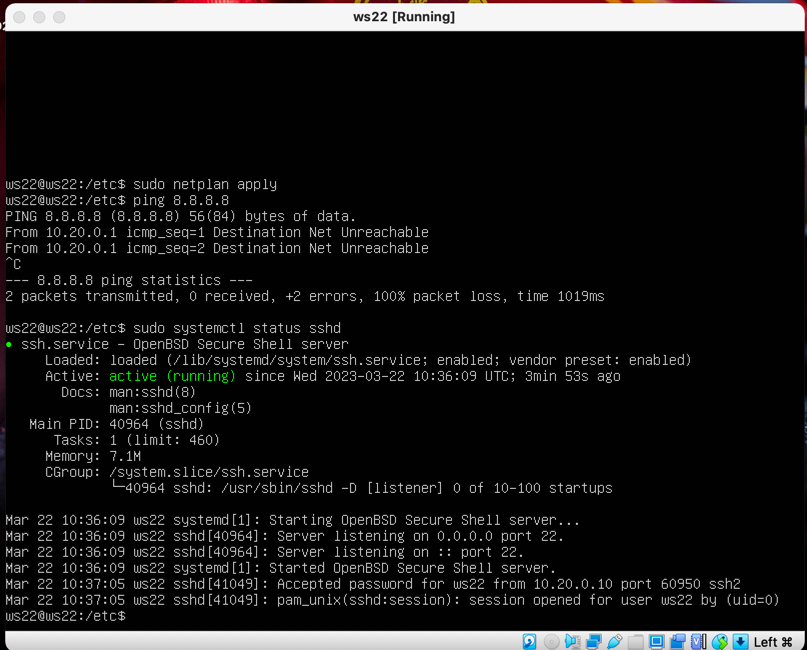 ws22 [Running]
ws22@ws22:/etc$ sudo netplan apply
ws22@ws22:/etc$ ping 8.8.8.8
PING 8.8.8.8 (8.8.8.8) 56(84) bytes of data.
From 10.20.0.1 icmp_seq=1 Destination Net Unreachable
From 10.20.0.1 icmp_seq=2 Destination Net Unreachable
^C
--- 8.8.8.8 ping statistics ---
2 packets transmitted, 0 received, +2 errors, 100% packet loss, time 1019ms
ws22@ws22:/etc$ sudo systemctl status sshd
● ssh.service - OpenBSD Secure Shell server
Loaded: loaded (/lib/systemd/system/ssh.service; enabled; vendor preset: enabled)
Active: active (running) since Wed 2023-03-22 10:36:09 UTC; 3min 53s ago
Docs: man:sshd(8)
man:sshd_config(5)
Main PID: 40964 (sshd)
Tasks: 1 (limit: 460)
Memory: 7.1M
CGroup: /system.slice/ssh.service
└─40964 sshd: /usr/sbin/sshd -D [listener] 0 of 10-100 startups
Mar 22 10:36:09 ws22 systemd[1]: Starting OpenBSD Secure Shell server...
Mar 22 10:36:09 ws22 sshd[40964]: Server listening on 0.0.0.0 port 22.
Mar 22 10:36:09 ws22 sshd[40964]: Server listening on :: port 22.
Mar 22 10:36:09 ws22 systemd[1]: Started OpenBSD Secure Shell server.
Mar 22 10:37:05 ws22 sshd[41049]: Accepted password for ws22 from 10.20.0.10 port 60950 ssh2
Mar 22 10:37:05 ws22 sshd[41049]: pam_unix(sshd:session): session opened for user ws22 by (uid=0)
ws22@ws22:/etc$
Left ⌘